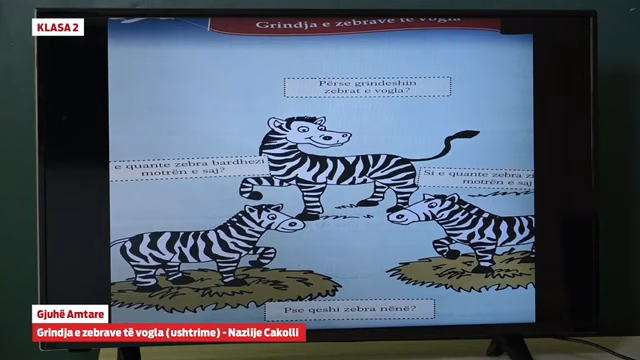 KLASA 2
Grindja e zebrave të vogla
Përse grindeshin
zebrat e vogla?
e quante zebra bardhezi
motrën e saj?
Si e quante zebra zi
motrën e saj
Pse qeshi zebra nënë?
Gjuhë Amtare
Grindja e zebrave të vogla (ushtrime) - Nazlije Cakolli